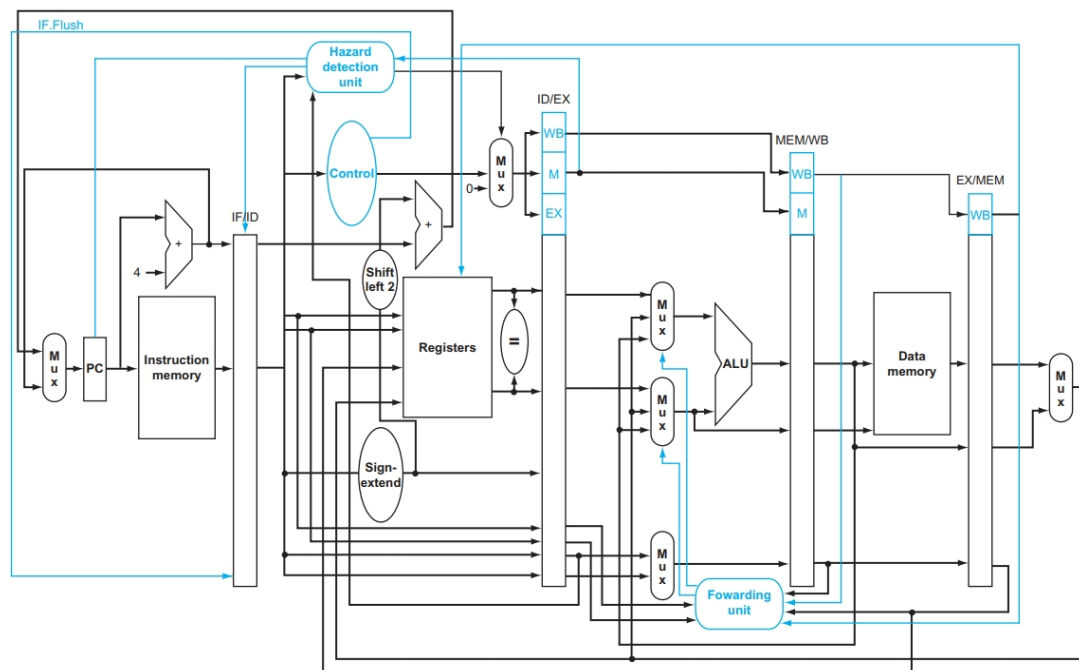 IF.Flush
Hazard
detection
unit
ID/EX
WB
MEM/WB
M
u
x
Control
0
M
WB
EX/MEM
EX
M
WB
IF/ID
+
+
4
Shift
left 2
M
u
x
PC
Instruction
memory
Registers
=
M
u
x
ALU
Data
memory
M
u
x
M
u
x
Sign-
extend
M
u
x
Fowarding
unit